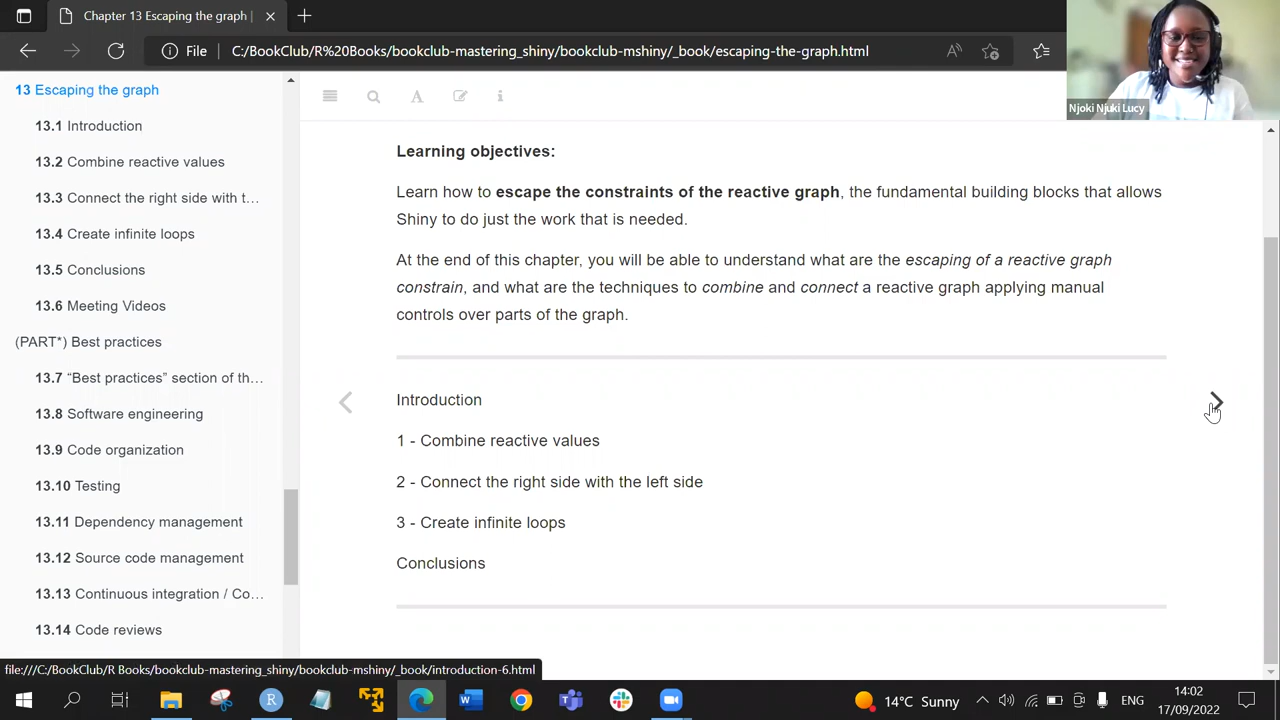 Chapter 13 Escaping the graph |
File C:/BookClub/R%20Books/bookclub-mastering_shiny/bookclub-mshiny/_book/escaping-the-graph.html
Njoki Njuki Lucy
13 Escaping the graph
13.1 Introduction
13.2 Combine reactive values
13.3 Connect the right side with t...
13.4 Create infinite loops
13.5 Conclusions
13.6 Meeting Videos
(PART*) Best practices
13.7 “Best practices” section of th...
13.8 Software engineering
13.9 Code organization
13.10 Testing
13.11 Dependency management
13.12 Source code management
13.13 Continuous integration / Co...
13.14 Code reviews
Learning objectives:
Learn how to escape the constraints of the reactive graph, the fundamental building blocks that allows
Shiny to do just the work that is needed.
At the end of this chapter, you will be able to understand what are the escaping of a reactive graph
constrain, and what are the techniques to combine and connect a reactive graph applying manual
controls over parts of the graph.
Introduction
1 - Combine reactive values
2 - Connect the right side with the left side
3 - Create infinite loops
Conclusions
file:///C:/BookClub/R Books/bookclub-mastering_shiny/bookclub-mshiny/_book/introduction-6.html
14°C Sunny
ENG
14:02
17/09/2022